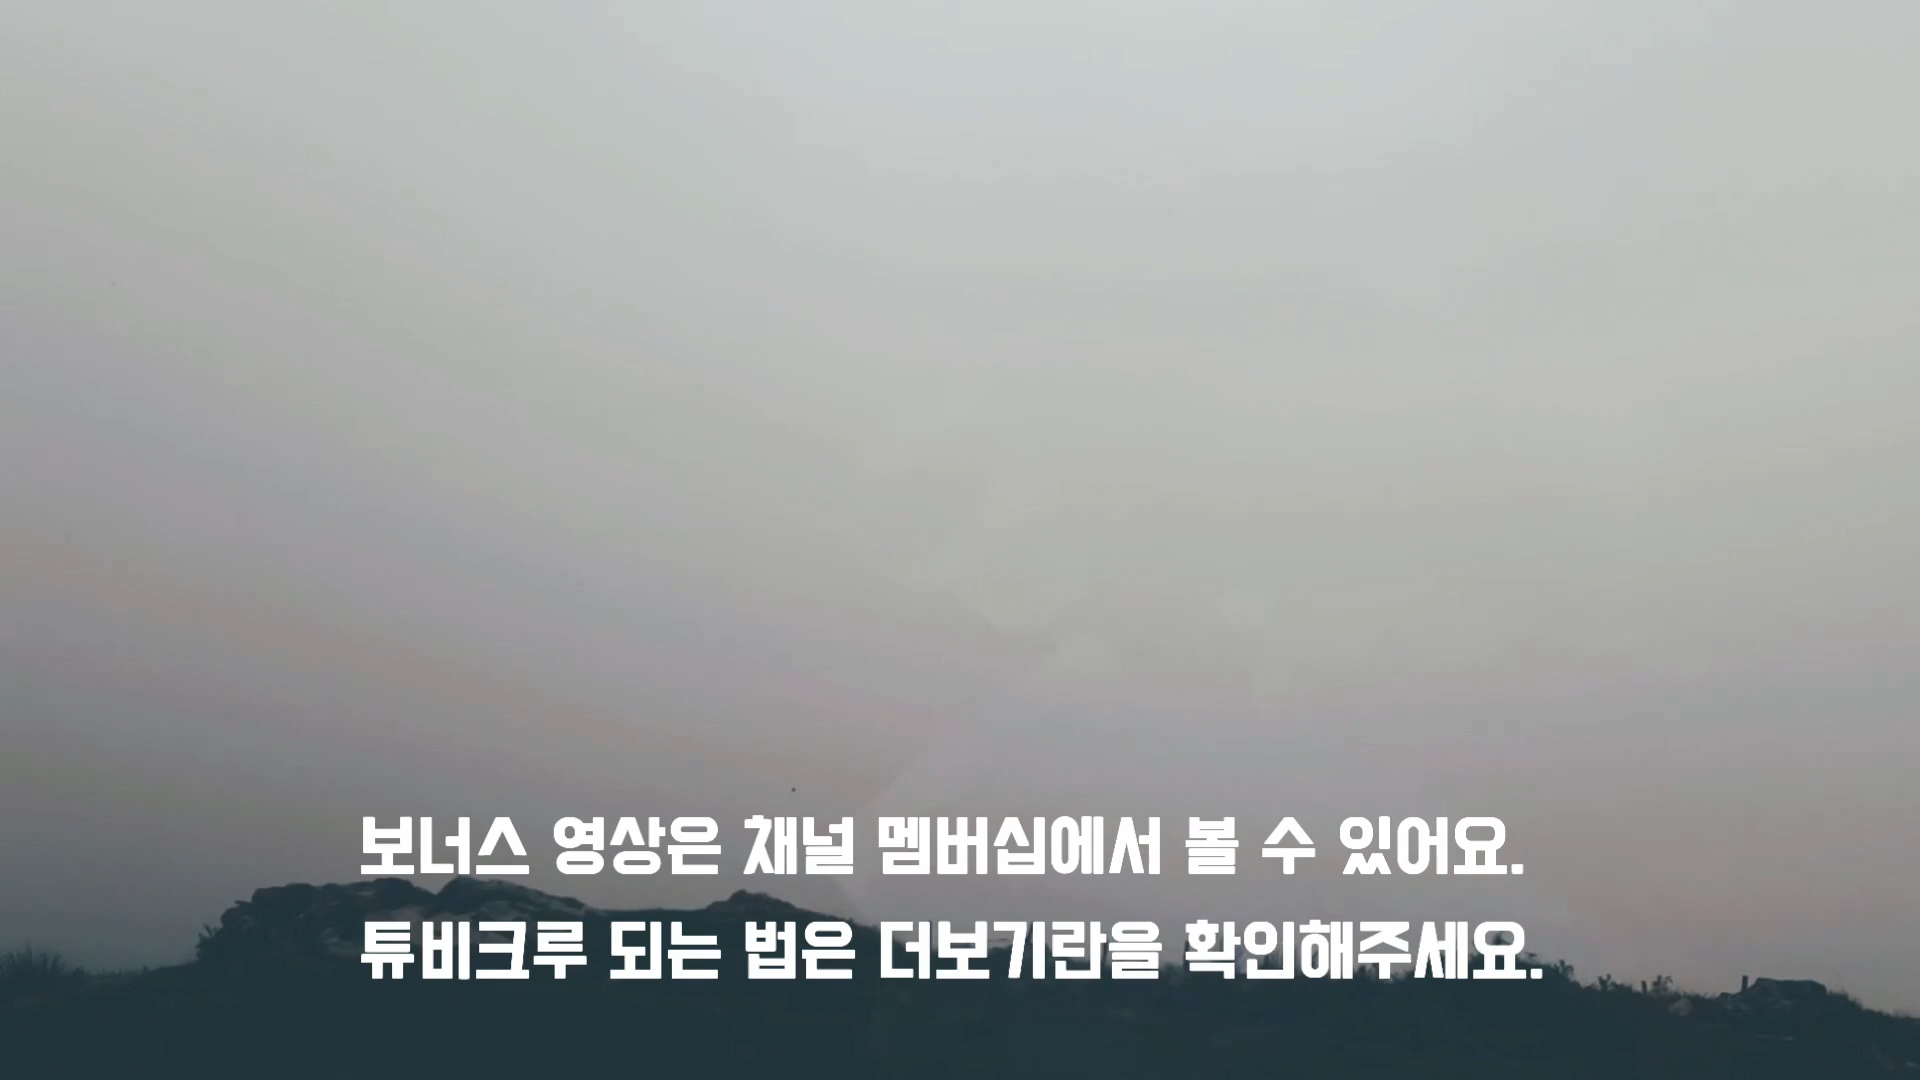 보너스 영상은 채널 멤버십에서 볼 수 있어요.
튜비크루 되는 법은 더보기란을 확인해주세요.